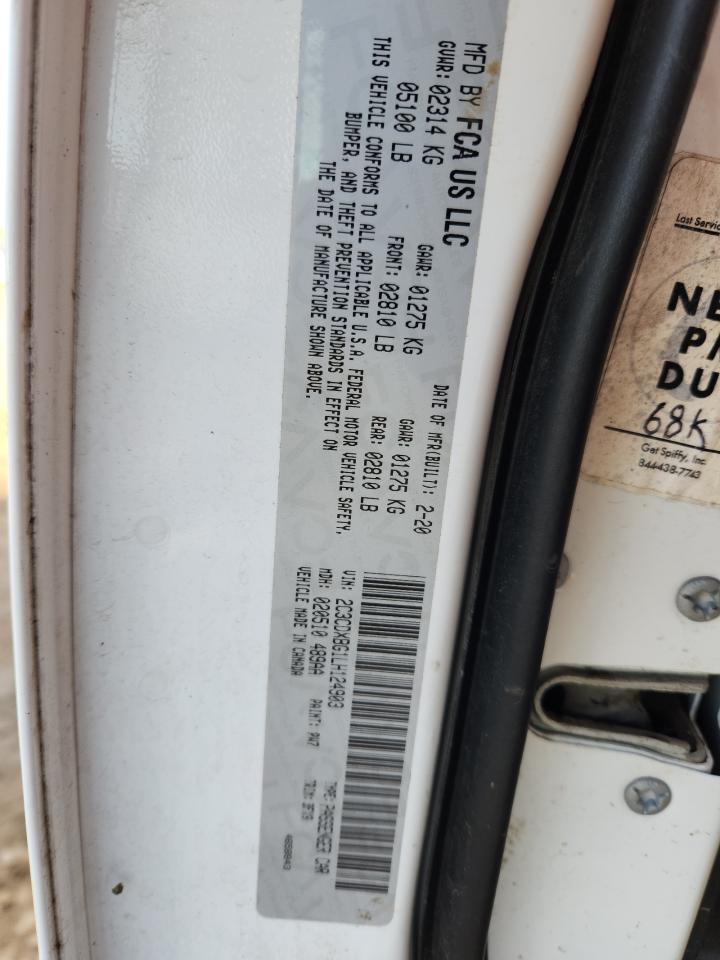 MFD BY FCA US LLC
DATE OF MFR(BUILT): 2-20
GVWR: 02314 KG
GAWR: 01275 KG
GAWR: 01275 KG
05100 LB
FRONT: 02810 LB
REAR: 02810 LB
THIS VEHICLE CONFORMS TO ALL APPLICABLE U.S.A. FEDERAL MOTOR VEHICLE SAFETY,
BUMPER, AND THEFT PREVENTION STANDARDS IN EFFECT ON
THE DATE OF MANUFACTURE SHOWN ABOVE.
VIN: 2C3CDXBG1LH124903
TYPE: PASSENGER CAR
MDH: 020510 489AA
PAINT: PW7
VEHICLE MADE IN CANADA
Last Servic
NE
DU
68K
Get Spiffy, Inc.
844-438-7743